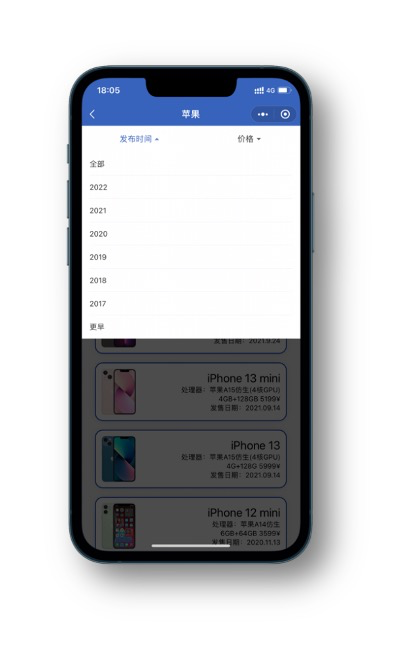 18:05
4G
苹果
发布时间
价格
全部
2022
2021
2020
2019
2018
2017
更早
发售日期：2021.9.24
iPhone 13 mini
处理器：苹果A15仿生(4核GPU)
4GB+128GB 5199¥
发售日期：2021.09.14
iPhone 13
处理器：苹果A15仿生(4核GPU)
4G+128G 5999¥
发售日期：2021.09.14
iPhone 12 mini
处理器：苹果A14仿生
6GB+64GB 3599¥
发售日期：2020.11.13